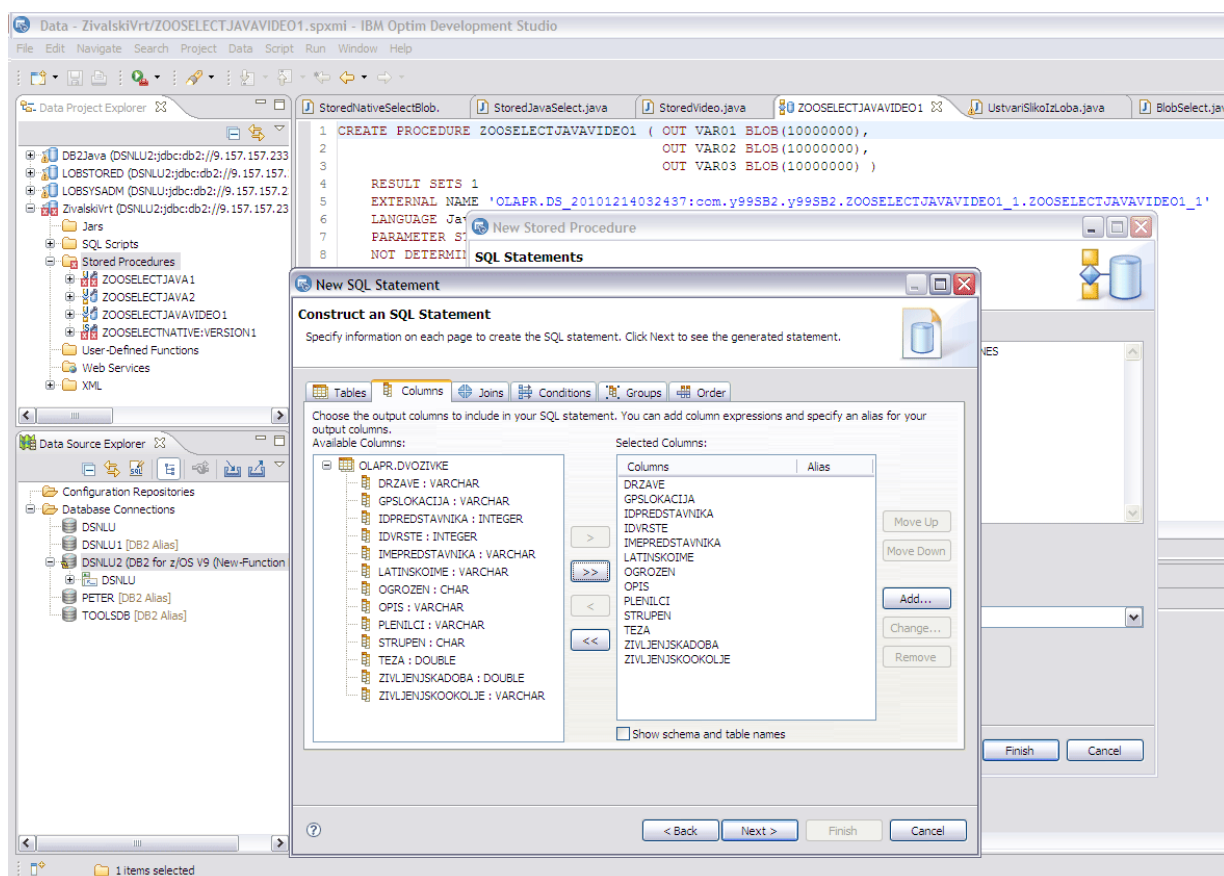 Data - ZivalskiVrt/ZOOSELECTJAVAVIDEO1.spxmi - IBM Optim Development Studio
File Edit Navigate Search Project Data Script Run Window Help
Data Project Explorer
DB2Java (DSNLU2:jdbc:db2://9.157.157.233
LOBSTORED (DSNLU2:jdbc:db2://9.157.157.
LOBSYSADM (DSNLU:jdbc:db2://9.157.157.2
ZivalskiVrt (DSNLU2:jdbc:db2://9.157.157.23
Jars
SQL Scripts
Stored Procedures
ZOOSELECTJAVA1
ZOOSELECTJAVA2
ZOOSELECTJAVAVIDEO1
ZOOSELECTNATIVE:VERSION1
User-Defined Functions
Web Services
XML
Data Source Explorer
SQL
Configuration Repositories
Database Connections
DSNLU
DSNLU1 [DB2 Alias]
DSNLU2 (DB2 for z/OS V9 (New-Function
DSNLU
PETER [DB2 Alias]
TOOLSDB [DB2 Alias]
1 items selected
StoredNativeSelectBlob. StoredJavaSelect.java StoredVideo.java ZOOSELECTJAVAVIDEO1 UstvariSlikoIzLoba.java BlobSelect.jav
1 CREATE PROCEDURE ZOOSELECTJAVAVIDEO1 ( OUT VAR01 BLOB(10000000),
2 OUT VAR02 BLOB(10000000),
3 OUT VAR03 BLOB(10000000) )
4 RESULT SETS 1
5 EXTERNAL NAME 'OLAPR.DS_20101214032437:com.y99SB2.y99SB2.ZOOSELECTJAVAVIDEO1_1.ZOOSELECTJAVAVIDEO1_1'
6 LANGUAGE Jav
7 PARAMETER ST
8 NOT DETERMIN
New Stored Procedure
SQL Statements
NES
Finish Cancel
New SQL Statement
Construct an SQL Statement
Specify information on each page to create the SQL statement. Click Next to see the generated statement.
Tables Columns Joins Conditions Groups Order
Choose the output columns to include in your SQL statement. You can add column expressions and specify an alias for your
output columns.
Available Columns:
OLAPR.DVOZIVKE
DRZAVE : VARCHAR
GPSLOKACIJA : VARCHAR
IDPREDSTAVNIKA : INTEGER
IDVRSTE : INTEGER
IMEPREDSTAVNIKA : VARCHAR
LATINSKOIME : VARCHAR
OGROZEN : CHAR
OPIS : VARCHAR
PLENILCI : VARCHAR
STRUPEN : CHAR
TEZA : DOUBLE
ZIVLJENJSKADOBA : DOUBLE
ZIVLJENJSKOOKOLJE : VARCHAR
>
>>
<
<<
Selected Columns:
Columns Alias
DRZAVE
GPSLOKACIJA
IDPREDSTAVNIKA
IDVRSTE
IMEPREDSTAVNIKA
LATINSKOIME
OGROZEN
OPIS
PLENILCI
STRUPEN
TEZA
ZIVLJENJSKADOBA
ZIVLJENJSKOOKOLJE
Show schema and table names
Move Up
Move Down
Add...
Change...
Remove
< Back Next > Finish Cancel